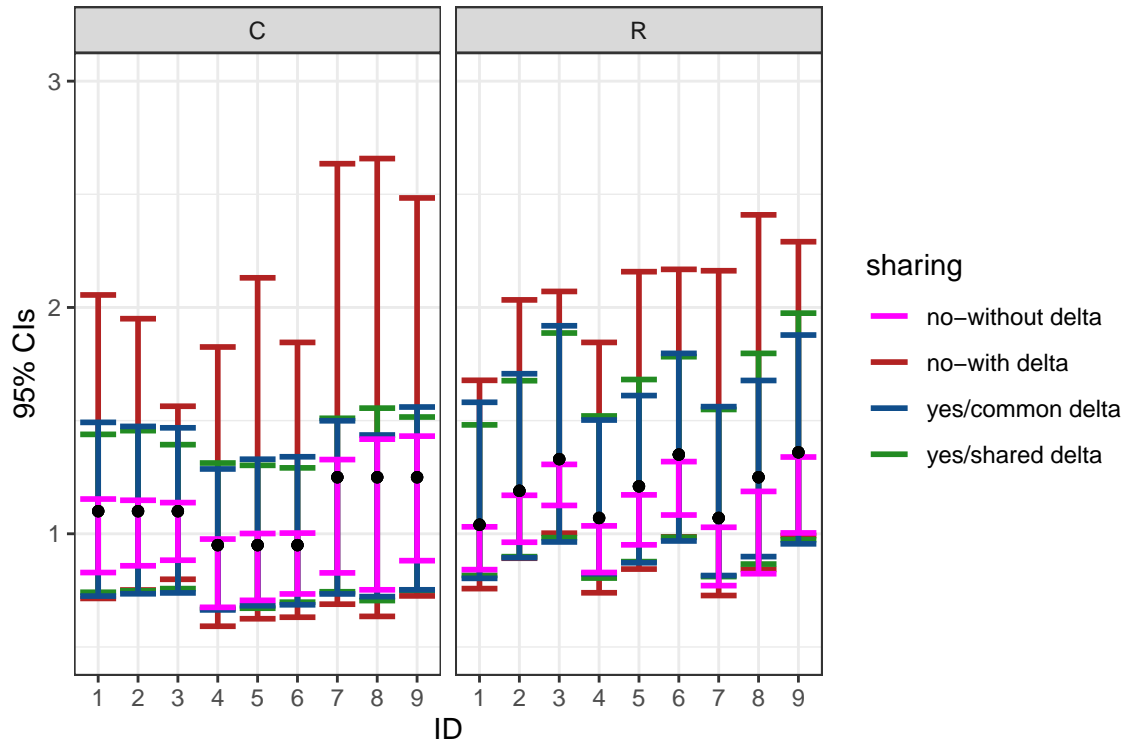 C R
3
2
1
95% CIs
1 2 3 4 5 6 7 8 9 1 2 3 4 5 6 7 8 9
ID
sharing
no−without delta
no−with delta
yes/common delta
yes/shared delta